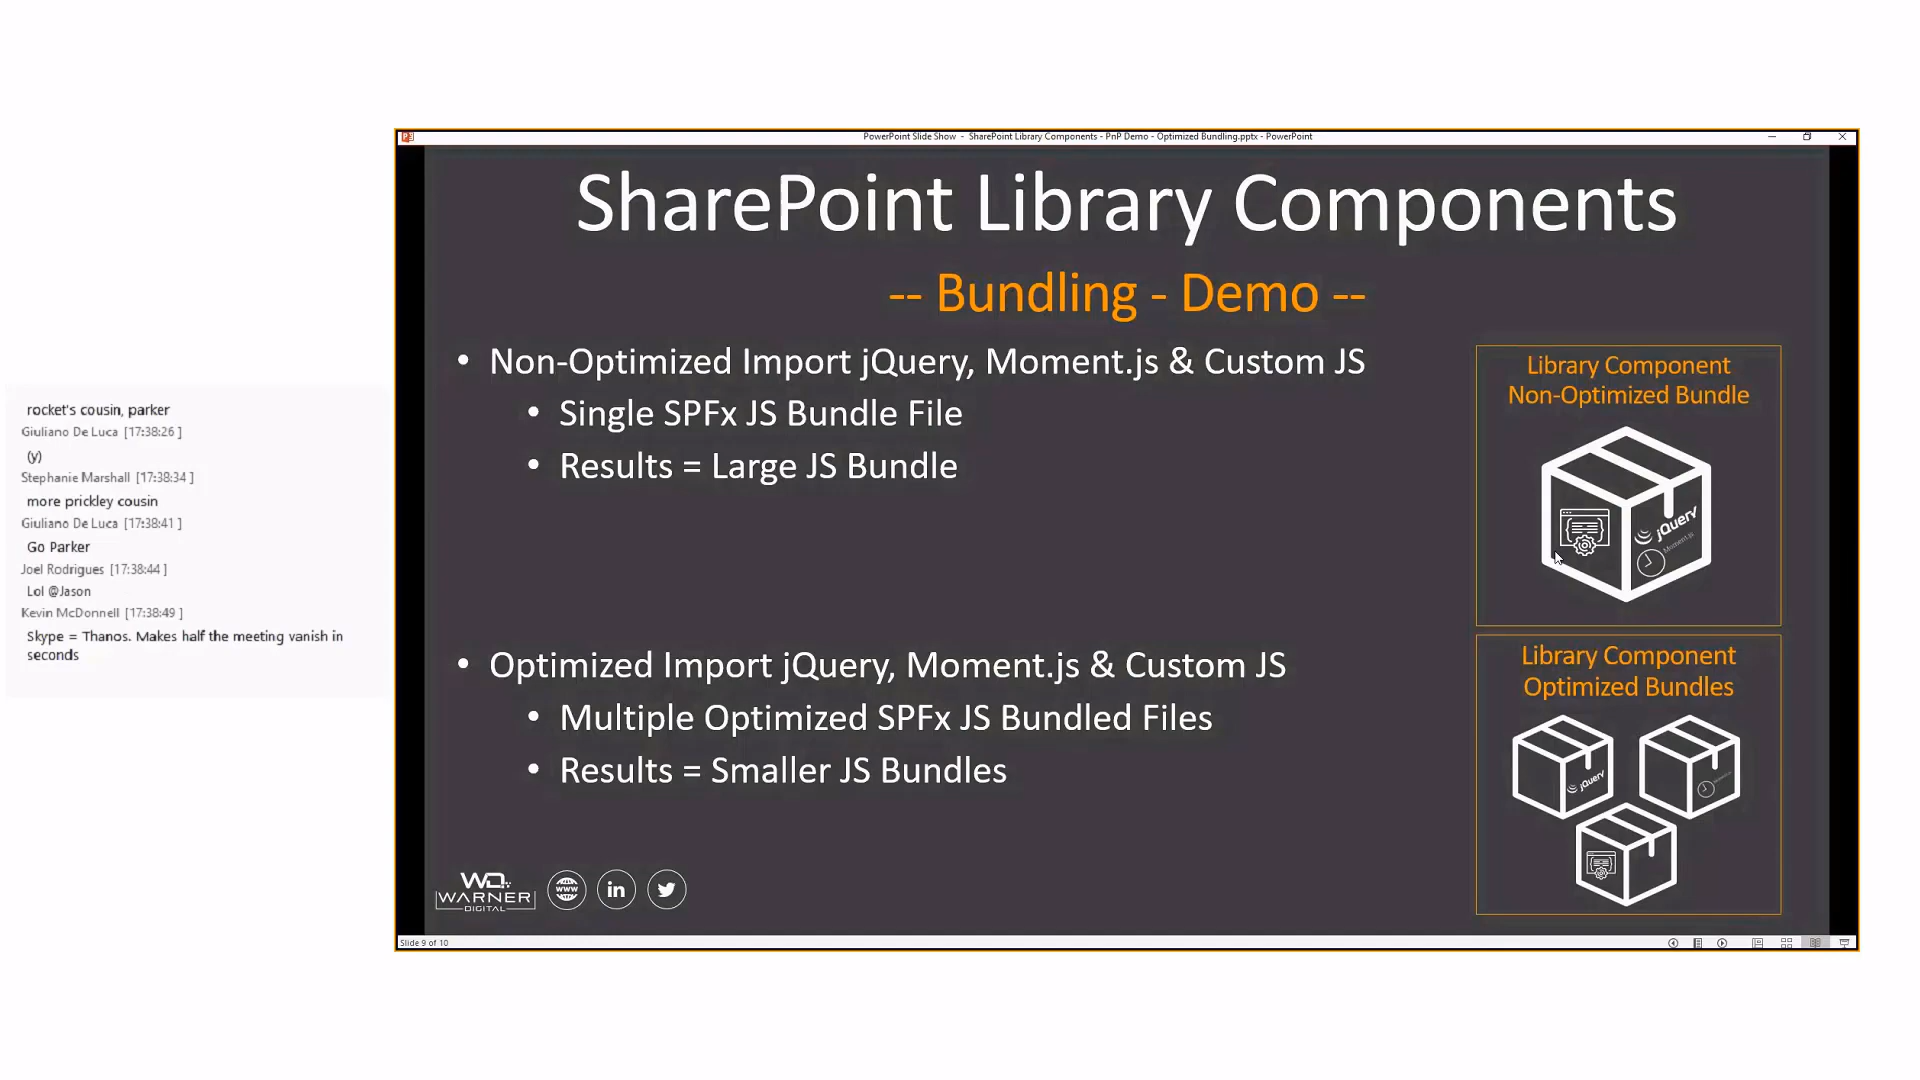 PowerPoint Slide Show - SharePoint Library Components - PnP Demo - Optimized Bundling.pptx - PowerPoint
SharePoint Library Components
-- Bundling - Demo --
• Non-Optimized Import jQuery, Moment.js & Custom JS
• Single SPFx JS Bundle File
• Results = Large JS Bundle
Library Component
Non-Optimized Bundle
jQuery
Moment.js
• Optimized Import jQuery, Moment.js & Custom JS
• Multiple Optimized SPFx JS Bundled Files
• Results = Smaller JS Bundles
Library Component
Optimized Bundles
jQuery
WD
WARNER
DIGITAL
www
in
Slide 9 of 10
rocket's cousin, parker
Giuliano De Luca [17:38:26 ]
(y)
Stephanie Marshall [17:38:34 ]
more prickley cousin
Giuliano De Luca [17:38:41 ]
Go Parker
Joel Rodrigues [17:38:44 ]
Lol @Jason
Kevin McDonnell [17:38:49 ]
Skype = Thanos. Makes half the meeting vanish in
seconds